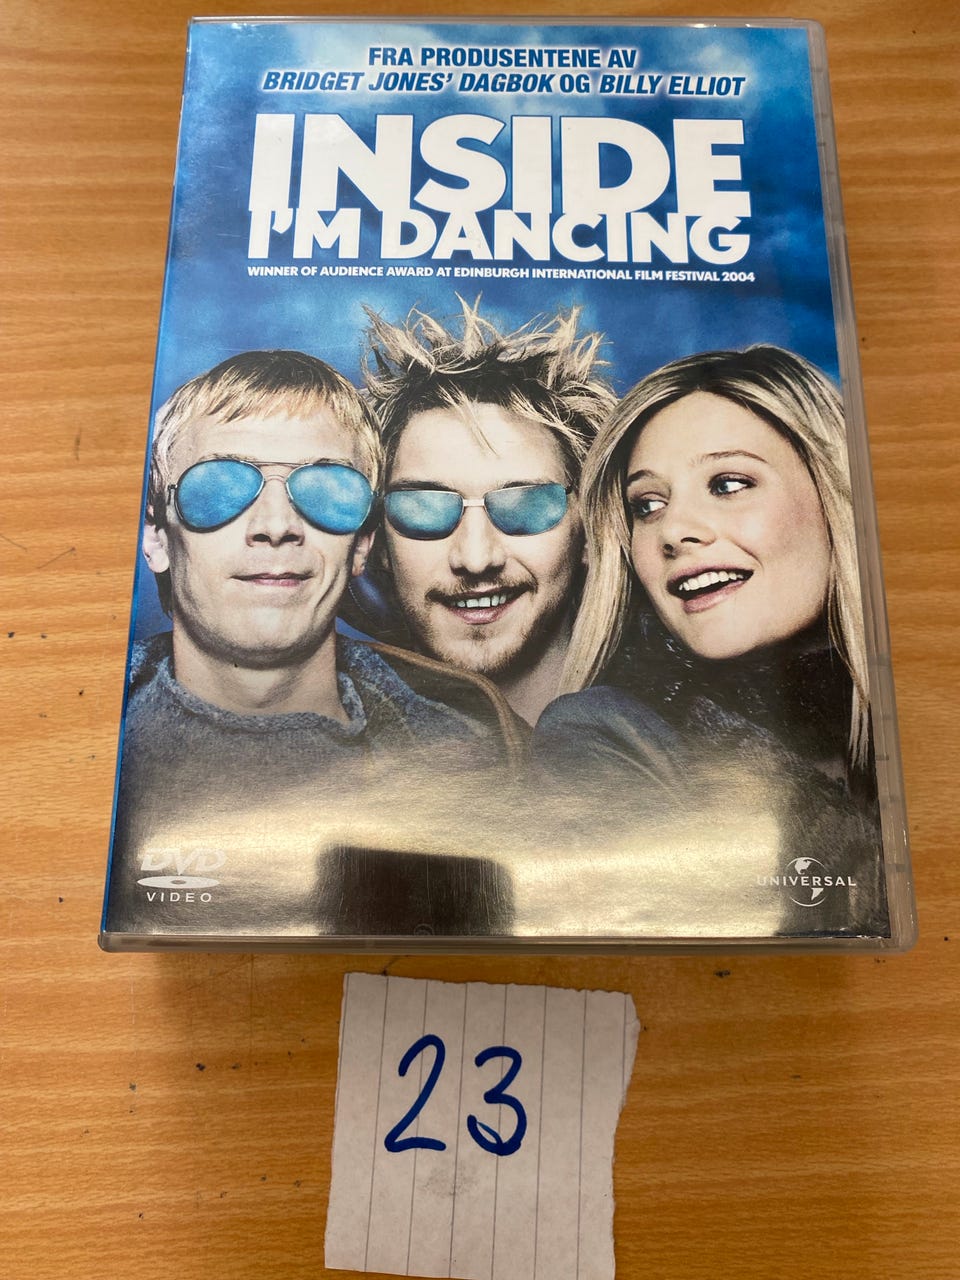 FRA PRODUSENTENE AV
BRIDGET JONES' DAGBOK OG BILLY ELLIOT
INSIDE
I'M DANCING
WINNER OF AUDIENCE AWARD AT EDINBURGH INTERNATIONAL FILM FESTIVAL 2004
DVD
VIDEO
UNIVERSAL
23